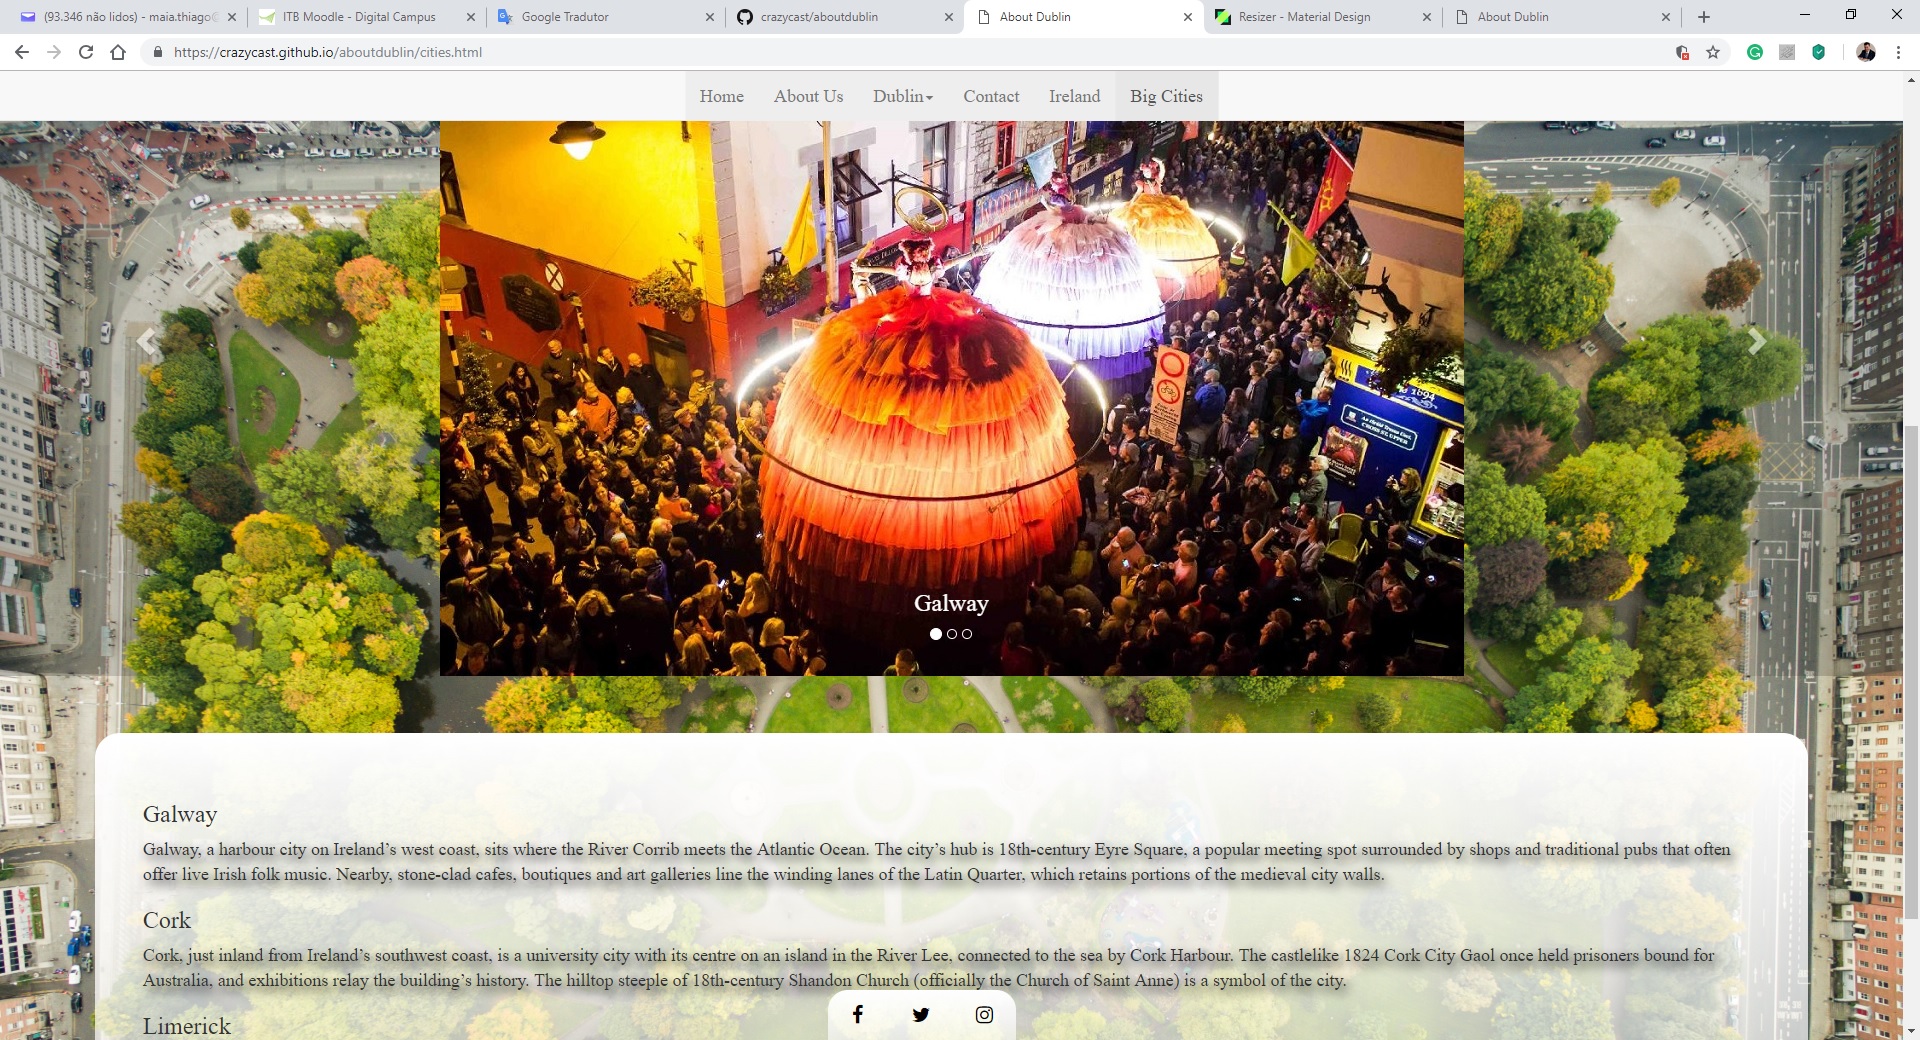 (93.346 não lidos) - maia.thiago@
ITB Moodle - Digital Campus
Google Tradutor
crazycast/aboutdublin
About Dublin
Resizer - Material Design
About Dublin
https://crazycast.github.io/aboutdublin/cities.html
Home
About Us
Dublin
Contact
Ireland
Big Cities
1894
An Béal Bocht
CROSS ST. UPPER
Galway
Galway
Galway, a harbour city on Ireland’s west coast, sits where the River Corrib meets the Atlantic Ocean. The city’s hub is 18th-century Eyre Square, a popular meeting spot surrounded by shops and traditional pubs that often
offer live Irish folk music. Nearby, stone-clad cafes, boutiques and art galleries line the winding lanes of the Latin Quarter, which retains portions of the medieval city walls.
Cork
Cork, just inland from Ireland’s southwest coast, is a university city with its centre on an island in the River Lee, connected to the sea by Cork Harbour. The castlelike 1824 Cork City Gaol once held prisoners bound for
Australia, and exhibitions relay the building’s history. The hilltop steeple of 18th-century Shandon Church (officially the Church of Saint Anne) is a symbol of the city.
Limerick